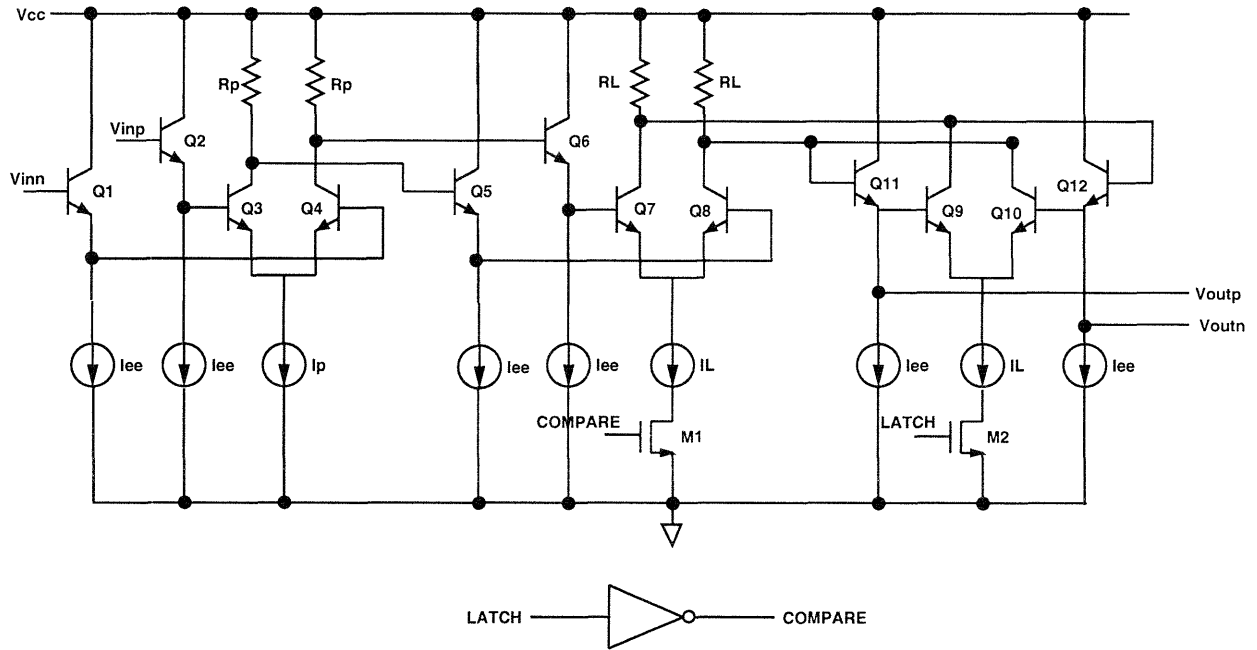 Vcc
Rp Rp RL RL
Vinp Q2 Q6
Vinn Q1 Q3 Q4 Q5 Q7 Q8 Q11 Q9 Q10 Q12
Voutp
Voutn
Iee Iee Ip Iee Iee IL Iee IL Iee
COMPARE M1 LATCH M2
LATCH COMPARE